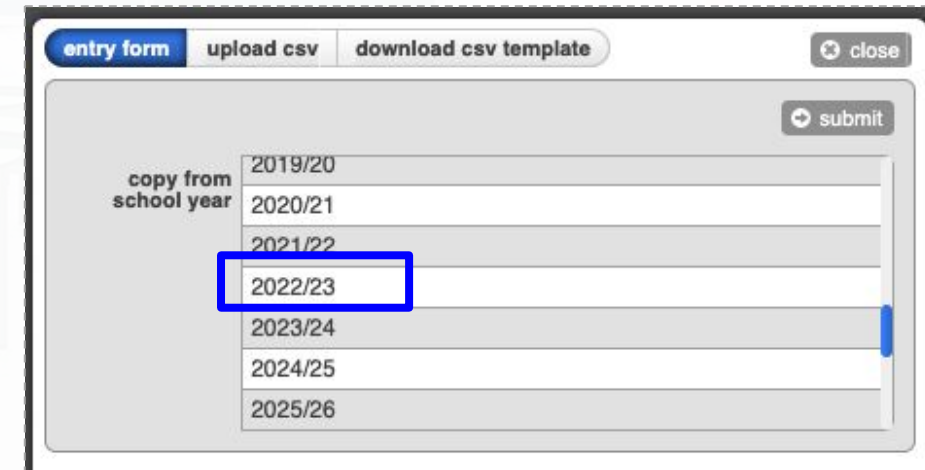 entry form upload csv download csv template close
submit
copy from
school year
2019/20
2020/21
2021/22
2022/23
2023/24
2024/25
2025/26